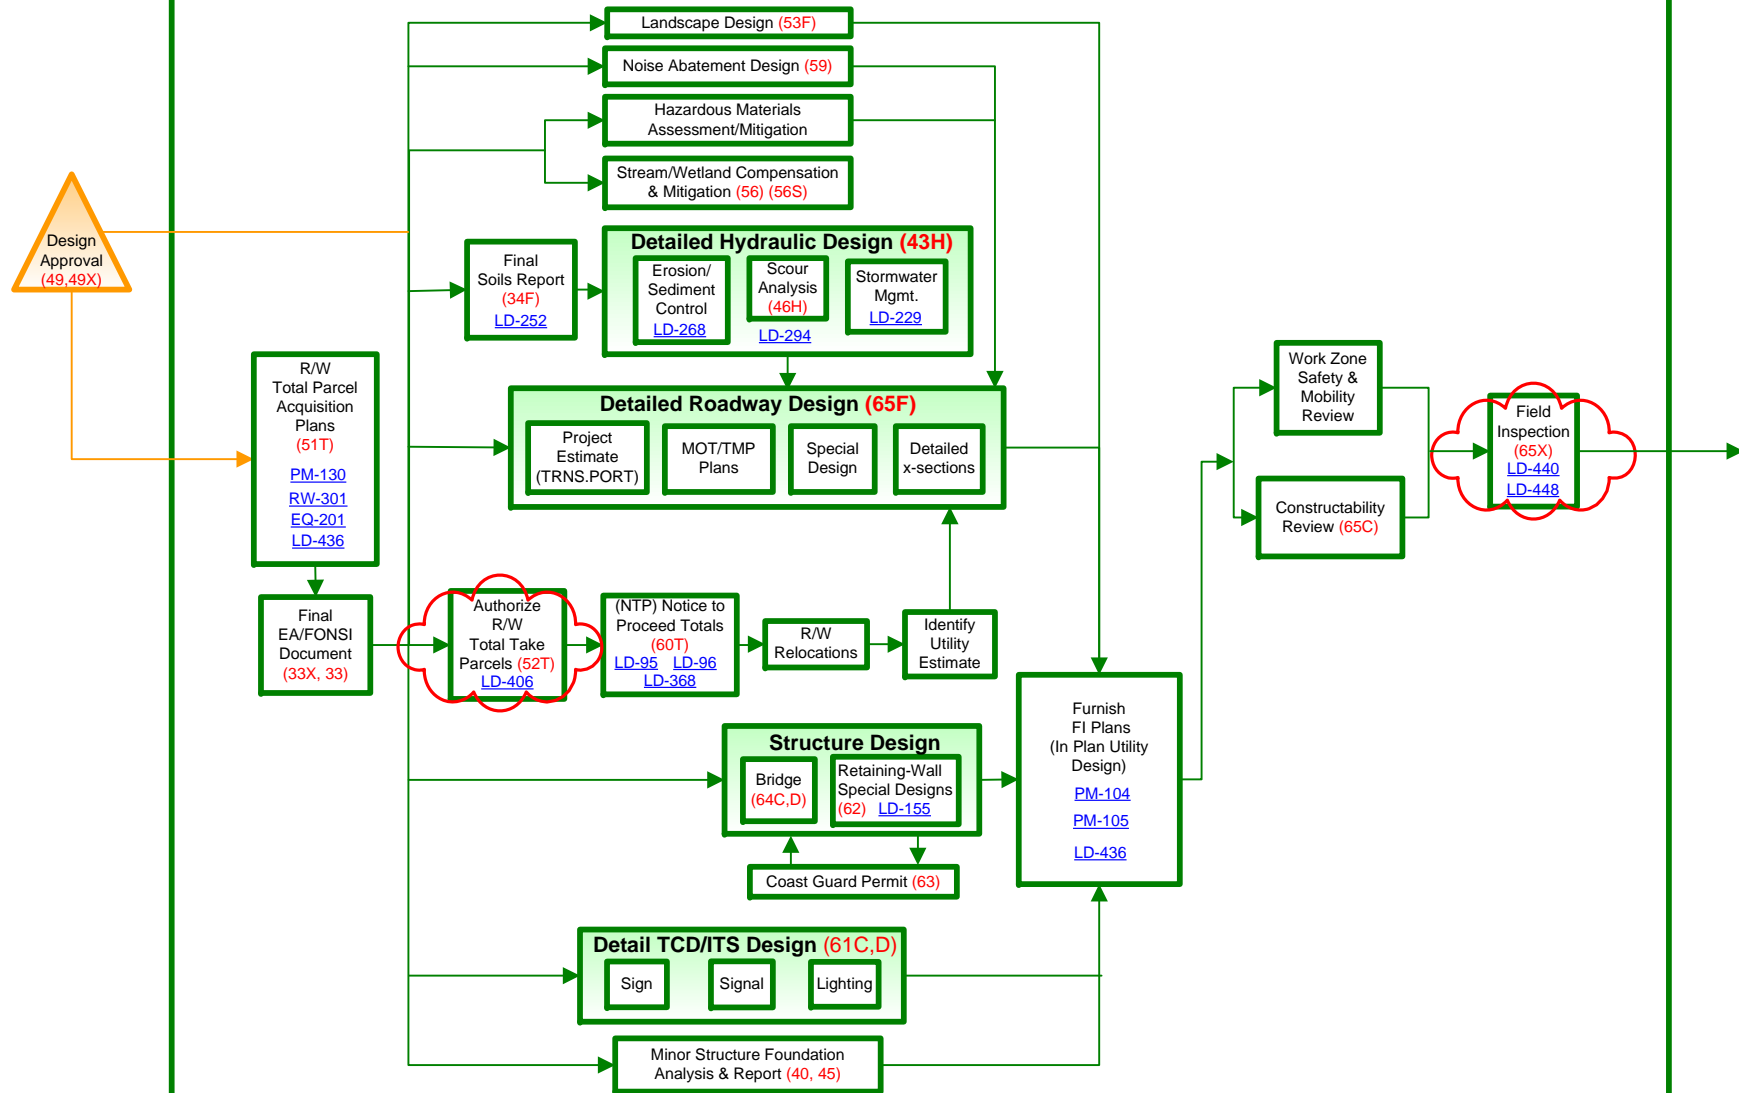 Landscape Design (53F)
Noise Abatement Design (59)
Hazardous Materials
Assessment/Mitigation
Stream/Wetland Compensation
& Mitigation (56) (56S)
Design
Approval
(49,49X)
Final
Soils Report
(34F)
LD-252
Detailed Hydraulic Design (43H)
Erosion/
Sediment
Control
LD-268
Scour
Analysis
(46H)
LD-294
Stormwater
Mgmt.
LD-229
R/W
Total Parcel
Acquisition
Plans
(51T)
PM-130
RW-301
EQ-201
LD-436
Detailed Roadway Design (65F)
Project
Estimate
(TRNS.PORT)
MOT/TMP
Plans
Special
Design
Detailed
x-sections
Work Zone
Safety &
Mobility
Review
Constructability
Review (65C)
Field
Inspection
(65X)
LD-440
LD-448
Final
EA/FONSI
Document
(33X, 33)
Authorize
R/W
Total Take
Parcels (52T)
LD-406
(NTP) Notice to
Proceed Totals
(60T)
LD-95 LD-96
LD-368
R/W
Relocations
Identify
Utility
Estimate
Furnish
FI Plans
(In Plan Utility
Design)
PM-104
PM-105
LD-436
Structure Design
Bridge
(64C,D)
Retaining-Wall
Special Designs
(62) LD-155
Coast Guard Permit (63)
Detail TCD/ITS Design (61C,D)
Sign
Signal
Lighting
Minor Structure Foundation
Analysis & Report (40, 45)